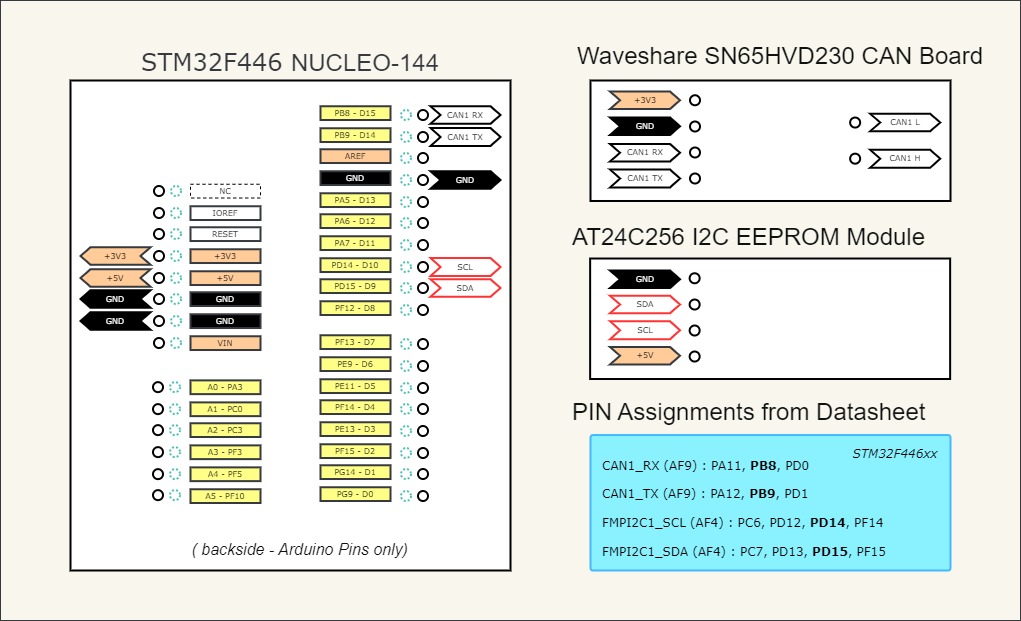 STM32F446 NUCLEO-144
PB8 - D15
CAN1 RX
PB9 - D14
CAN1 TX
AREF
GND
GND
NC
PA5 - D13
IOREF
PA6 - D12
RESET
PA7 - D11
+3V3
+3V3
PD14 - D10
SCL
+5V
+5V
PD15 - D9
SDA
GND
GND
PF12 - D8
GND
GND
VIN
PF13 - D7
PE9 - D6
A0 - PA3
PE11 - D5
A1 - PC0
PF14 - D4
A2 - PC3
PE13 - D3
A3 - PF3
PF15 - D2
A4 - PF5
PG14 - D1
A5 - PF10
PG9 - D0
( backside - Arduino Pins only)
Waveshare SN65HVD230 CAN Board
+3V3
GND
CAN1 L
CAN1 RX
CAN1 H
CAN1 TX
AT24C256 I2C EEPROM Module
GND
SDA
SCL
+5V
PIN Assignments from Datasheet
STM32F446xx
CAN1_RX (AF9) : PA11, PB8, PD0
CAN1_TX (AF9) : PA12, PB9, PD1
FMPI2C1_SCL (AF4) : PC6, PD12, PD14, PF14
FMPI2C1_SDA (AF4) : PC7, PD13, PD15, PF15